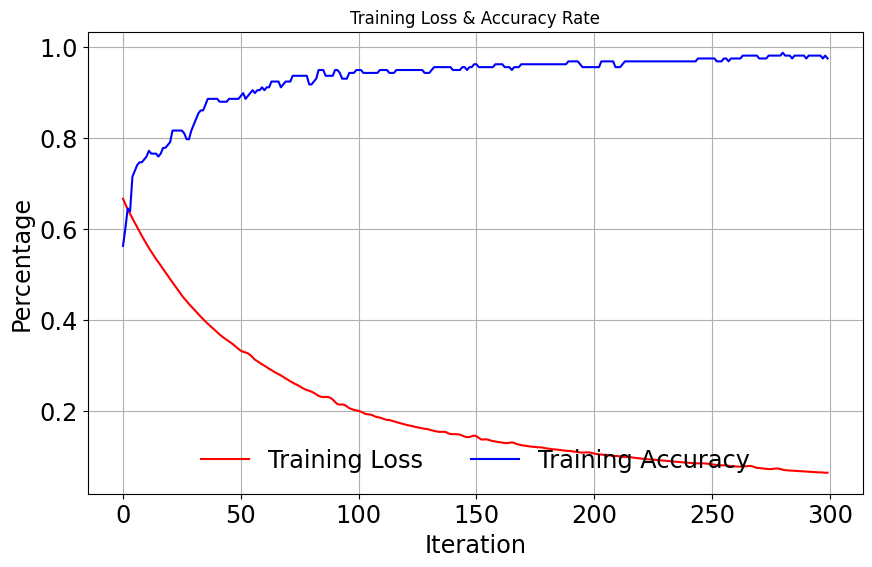 Training Loss & Accuracy Rate
1.0
0.8
0.6
0.4
0.2
Percentage
Training Loss Training Accuracy
0 50 100 150 200 250 300
Iteration